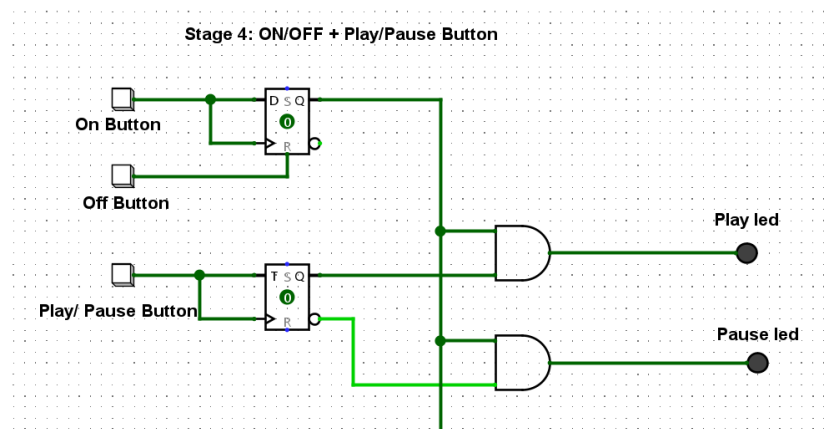 Stage 4: ON/OFF + Play/Pause Button
D S Q
0
R
On Button
Off Button
Play led
T S Q
0
R
Play/ Pause Button
Pause led